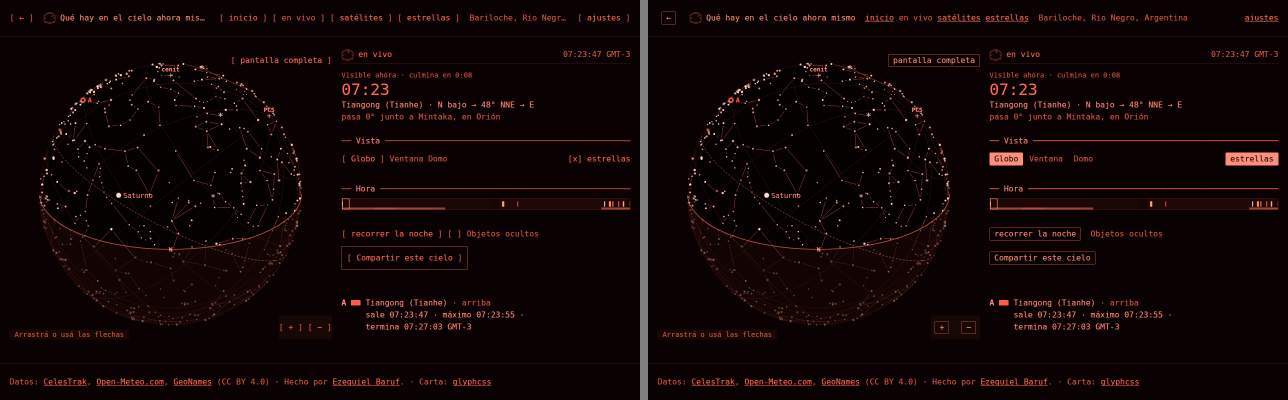 [ ← ] Qué hay en el cielo ahora mis… [ inicio ] [ en vivo ] [ satélites ] [ estrellas ] Bariloche, Río Negr… [ ajustes ]
[ pantalla completa ]
cenit
A
PCS
Saturno
Arrastrá o usá las flechas
[ + ] [ − ]
en vivo 07:23:47 GMT-3
Visible ahora · culmina en 0:08
07:23
Tiangong (Tianhe) · N bajo → 48° NNE → E
pasa 0° junto a Mintaka, en Orión
Vista
[ Globo ] Ventana Domo [x] estrellas
Hora
[ recorrer la noche ] [ ] Objetos ocultos
[ Compartir este cielo ]
A Tiangong (Tianhe) · arriba
sale 07:23:47 · máximo 07:23:55 ·
termina 07:27:03 GMT-3
Datos: CelesTrak, Open-Meteo.com, GeoNames (CC BY 4.0) · Hecho por Ezequiel Baruf. · Carta: glyphcss
← Qué hay en el cielo ahora mismo inicio en vivo satélites estrellas Bariloche, Río Negro, Argentina ajustes
pantalla completa
cenit
A
PCS
Saturno
Arrastrá o usá las flechas
+ −
en vivo 07:23:47 GMT-3
Visible ahora · culmina en 0:08
07:23
Tiangong (Tianhe) · N bajo → 48° NNE → E
pasa 0° junto a Mintaka, en Orión
Vista
Globo Ventana Domo estrellas
Hora
recorrer la noche Objetos ocultos
Compartir este cielo
A Tiangong (Tianhe) · arriba
sale 07:23:47 · máximo 07:23:55 ·
termina 07:27:03 GMT-3
Datos: CelesTrak, Open-Meteo.com, GeoNames (CC BY 4.0) · Hecho por Ezequiel Baruf. · Carta: glyphcss